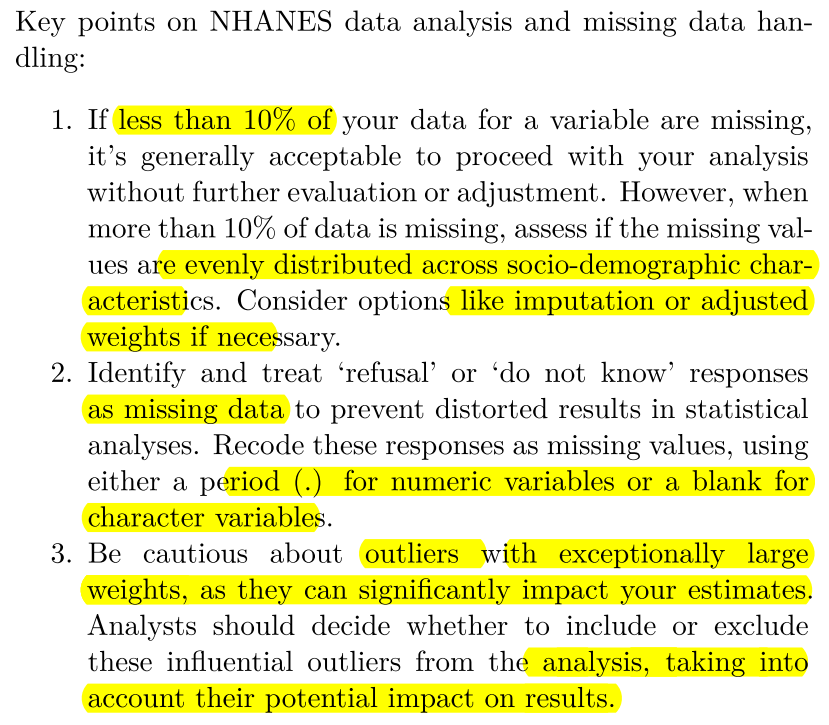 Key points on NHANES data analysis and missing data han-
dling:
1. If less than 10% of your data for a variable are missing,
it's generally acceptable to proceed with your analysis
without further evaluation or adjustment. However, when
more than 10% of data is missing, assess if the missing val-
ues are evenly distributed across socio-demographic char-
acteristics. Consider options like imputation or adjusted
weights if necessary.
2. Identify and treat ‘refusal’ or ‘do not know’ responses
as missing data to prevent distorted results in statistical
analyses. Recode these responses as missing values, using
either a period (.) for numeric variables or a blank for
character variables.
3. Be cautious about outliers with exceptionally large
weights, as they can significantly impact your estimates.
Analysts should decide whether to include or exclude
these influential outliers from the analysis, taking into
account their potential impact on results.